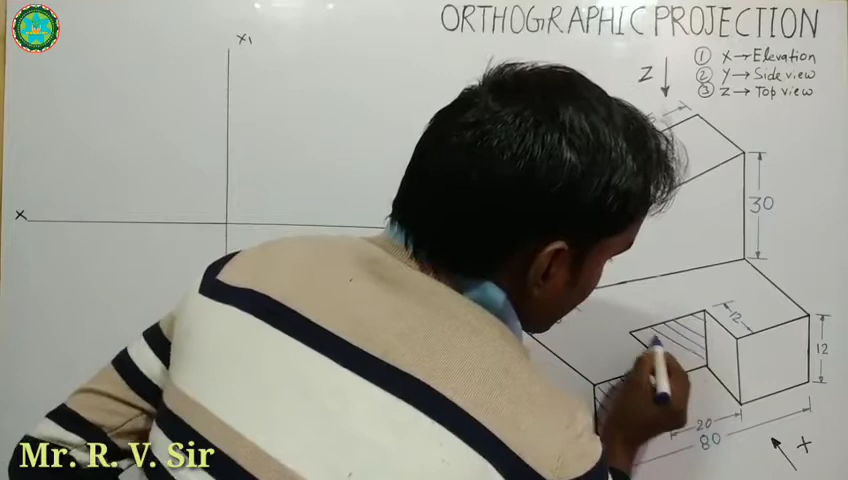 ORTHOGRAPHIC PROJECTION
① X→Elevation
② Y→Side view
③ Z→Top view
X₁
Z
X
30
12
12
20
80
X
Mr. R. V. Sir